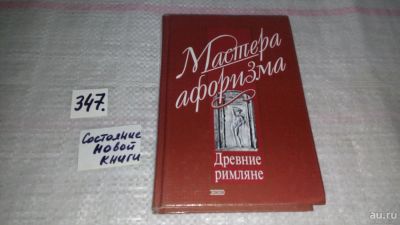 347.
Состояние
новой
книги
Мастера
афоризма
Древние
римляне
au.ru